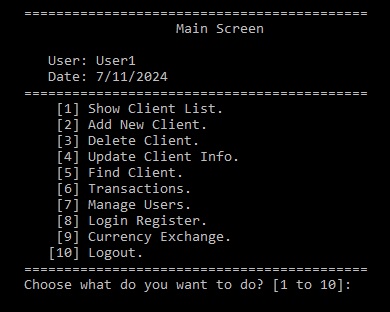 ===========================================
Main Screen
User: User1
Date: 7/11/2024
===========================================
[1] Show Client List.
[2] Add New Client.
[3] Delete Client.
[4] Update Client Info.
[5] Find Client.
[6] Transactions.
[7] Manage Users.
[8] Login Register.
[9] Currency Exchange.
[10] Logout.
===========================================
Choose what do you want to do? [1 to 10]: